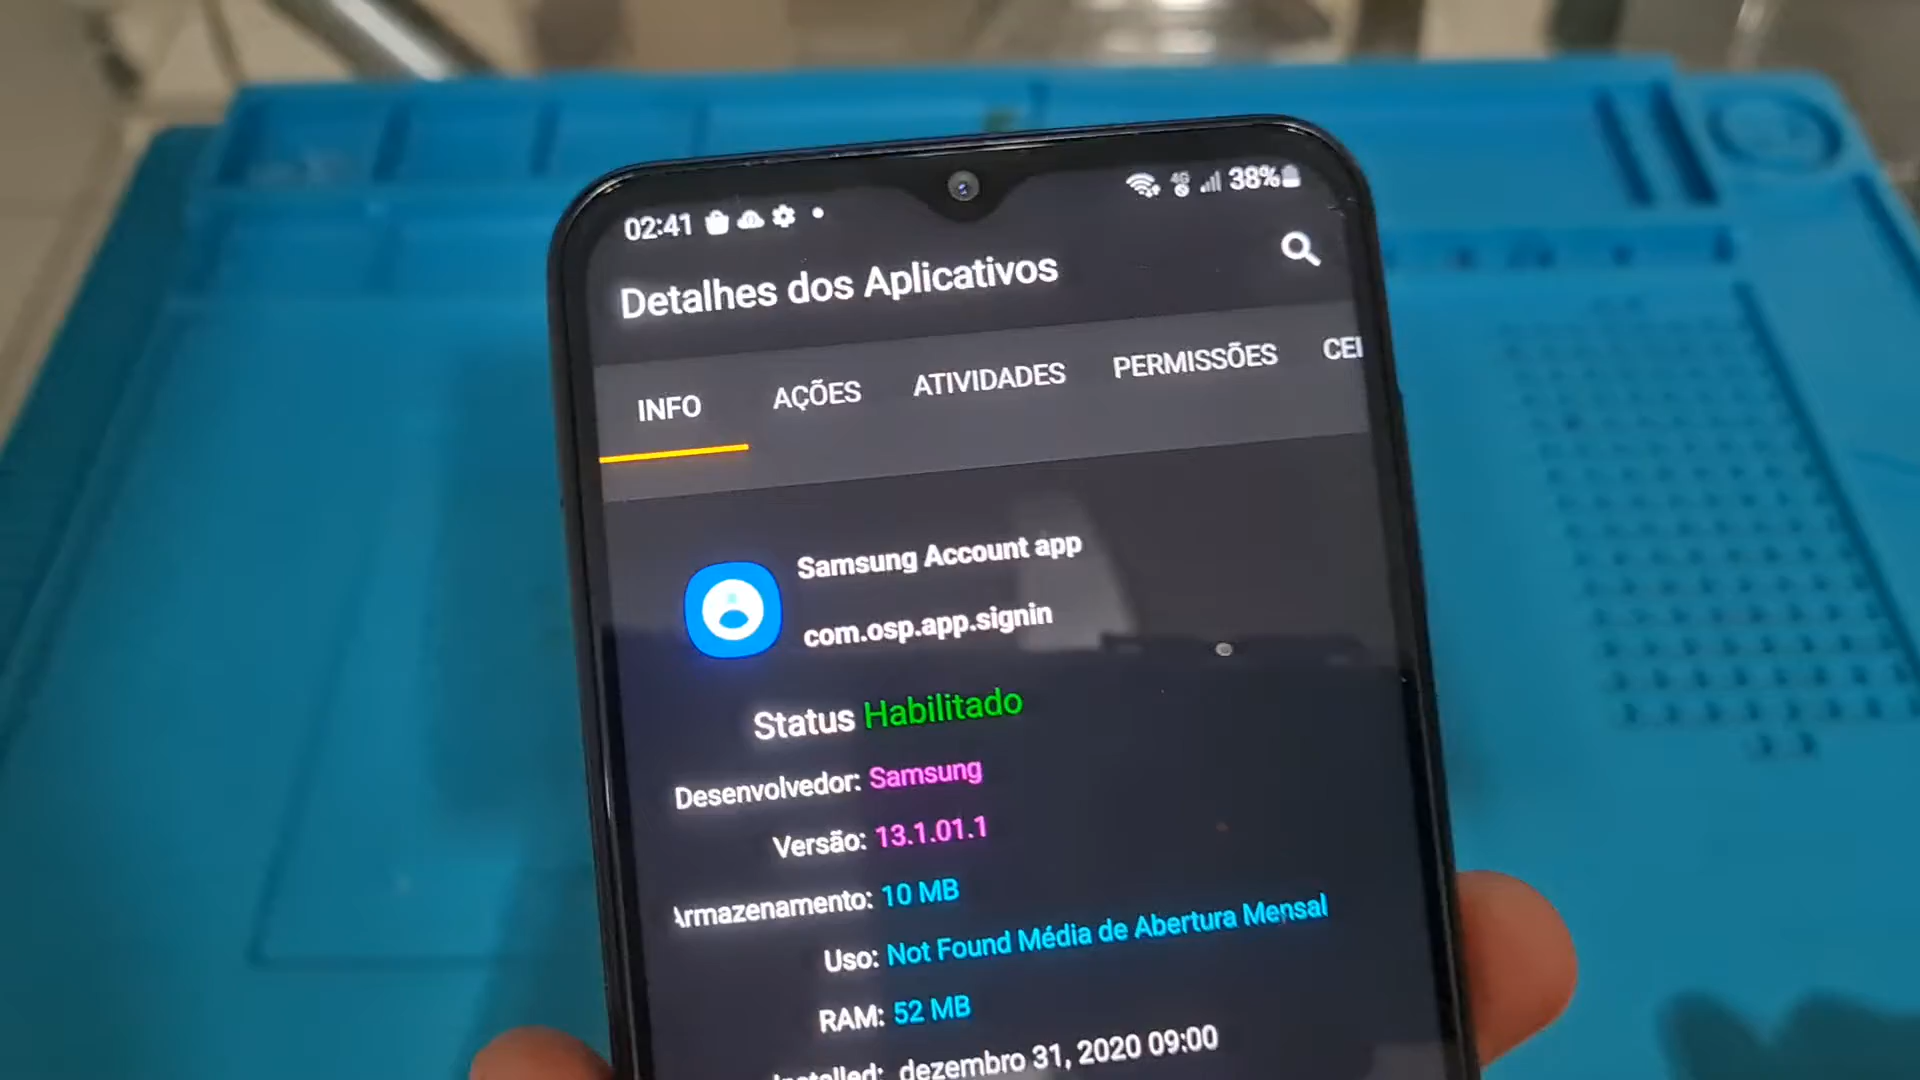 02:41 4G 38%
Detalhes dos Aplicativos
INFO AÇÕES ATIVIDADES PERMISSÕES
Samsung Account app
com.osp.app.signin
Status Habilitado
Desenvolvedor: Samsung
Versão: 13.1.01.1
Armazenamento: 10 MB
Uso: Not Found Média de Abertura Mensal
RAM: 52 MB
Installed: dezembro 31, 2020 09:00